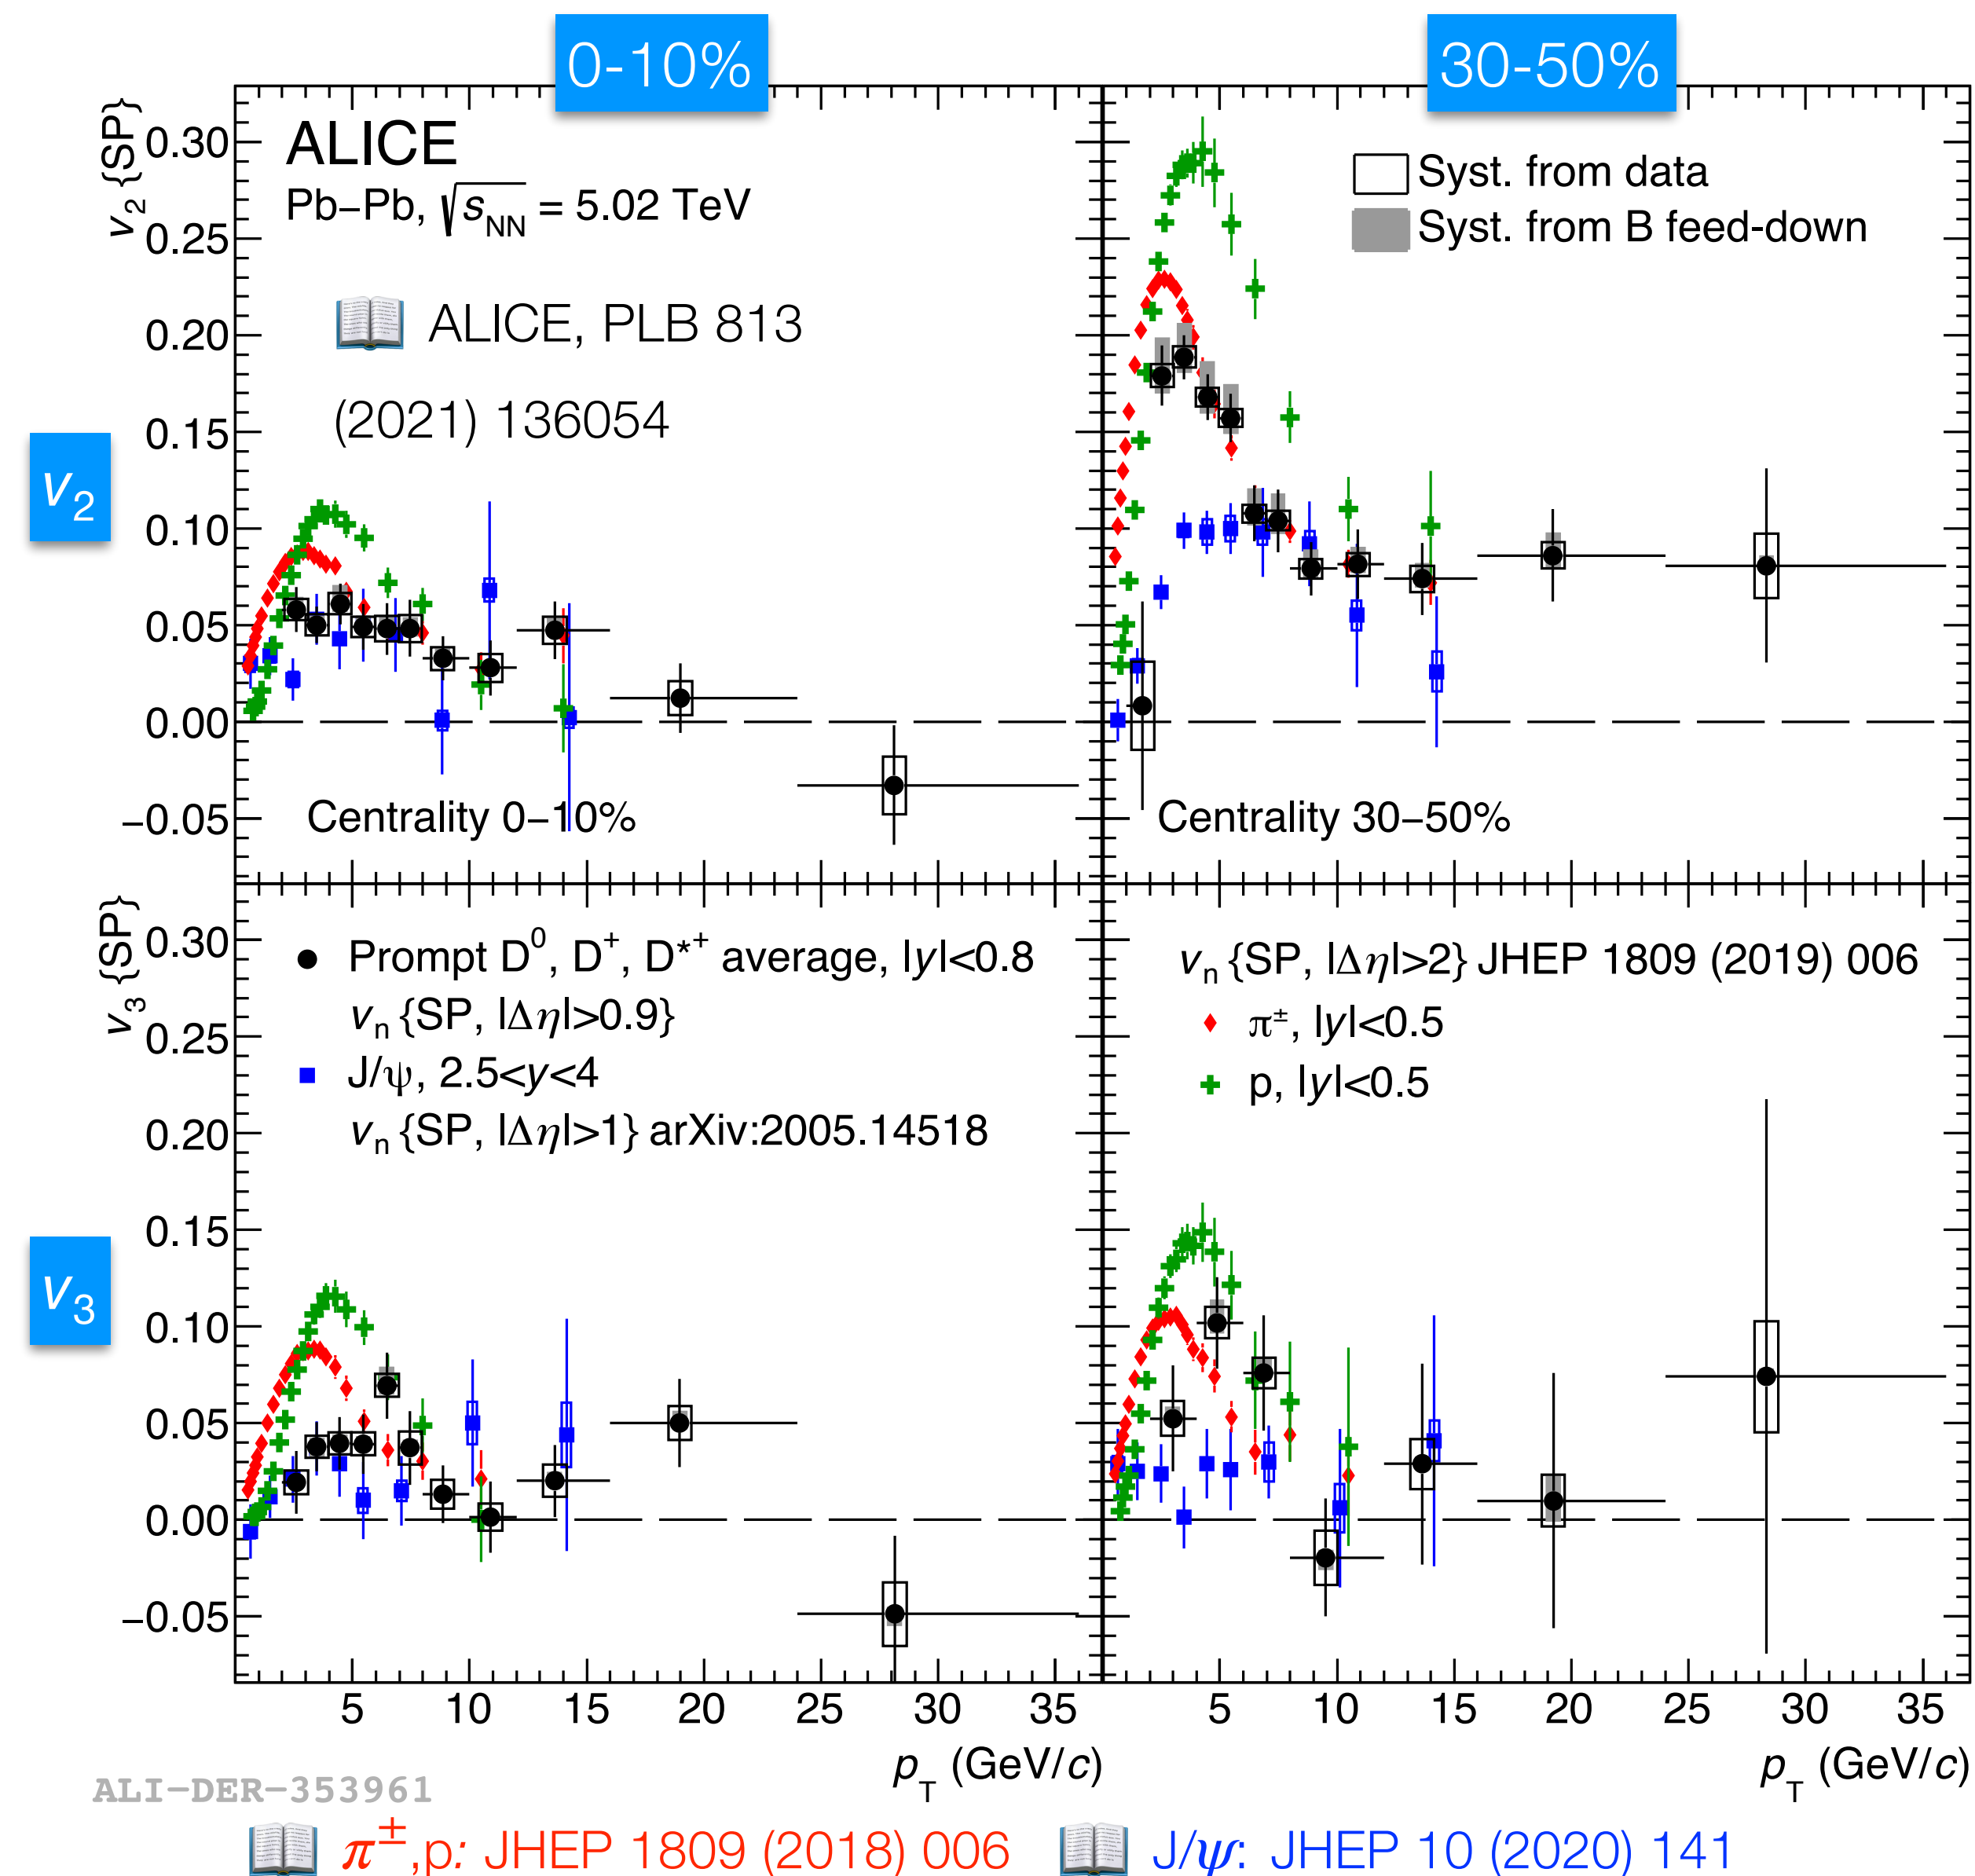 0-10%
30-50%
v2 {SP}
0.30
0.25
0.20
0.15
0.10
0.05
0.00
−0.05
ALICE
Pb−Pb, √sNN = 5.02 TeV
ALICE, PLB 813
(2021) 136054
Centrality 0−10%
Syst. from data
Syst. from B feed-down
Centrality 30−50%
v2
v3 {SP}
0.30
0.25
0.20
0.15
0.10
0.05
0.00
−0.05
Prompt D⁰, D⁺, D*⁺ average, |y|<0.8
vn {SP, |Δη|>0.9}
J/ψ, 2.5<y<4
vn {SP, |Δη|>1} arXiv:2005.14518
vn {SP, |Δη|>2} JHEP 1809 (2019) 006
π±, |y|<0.5
p, |y|<0.5
v3
5 10 15 20 25 30 35
5 10 15 20 25 30 35
pT (GeV/c)
pT (GeV/c)
ALI−DER−353961
π±,p: JHEP 1809 (2018) 006
J/ψ: JHEP 10 (2020) 141